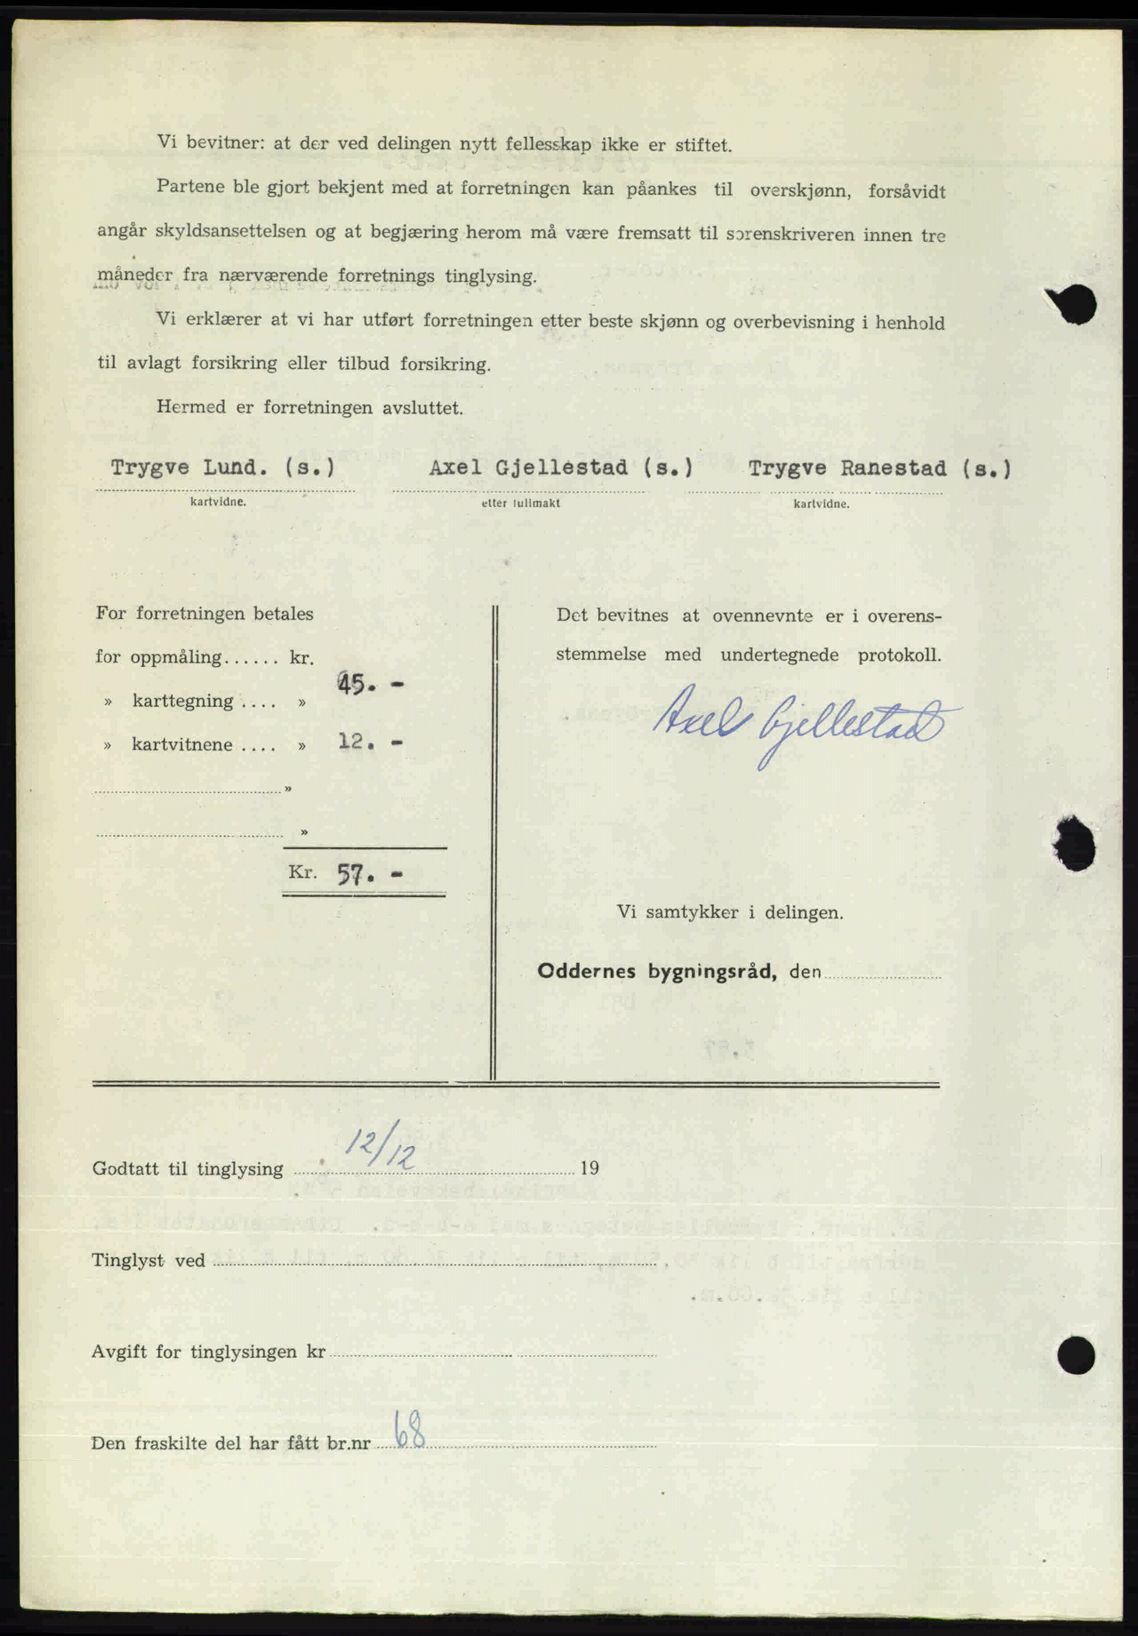 Vi bevitner: at der ved delingen nytt fellesskap ikke er stiftet.
Partene ble gjort bekjent med at forretningen kan påankes til overskjønn, forsåvidt
angår skyldsansettelsen og at begjæring herom må være fremsatt til sorenskriveren innen tre
måneder fra nærværende forretnings tinglysing.
Vi erklærer at vi har utført forretningen etter beste skjønn og overbevisning i henhold
til avlagt forsikring eller tilbud forsikring.
Hermed er forretningen avsluttet.
Trygve Lund. (s.) Axel Gjellestad (s.) Trygve Ranestad (s.)
kartvidne. etter fullmakt kartvidne.
For forretningen betales
for oppmåling...... kr.
» karttegning .... » 45. -
» kartvitnene .... » 12. -
»
»
Kr. 57. -
Det bevitnes at ovennevnte er i overens-
stemmelse med undertegnede protokoll.
Axel Gjellestad
Vi samtykker i delingen.
Oddernes bygningsråd, den
Godtatt til tinglysing 12/12 19
Tinglyst ved
Avgift for tinglysingen kr
Den fraskilte del har fått br.nr 68